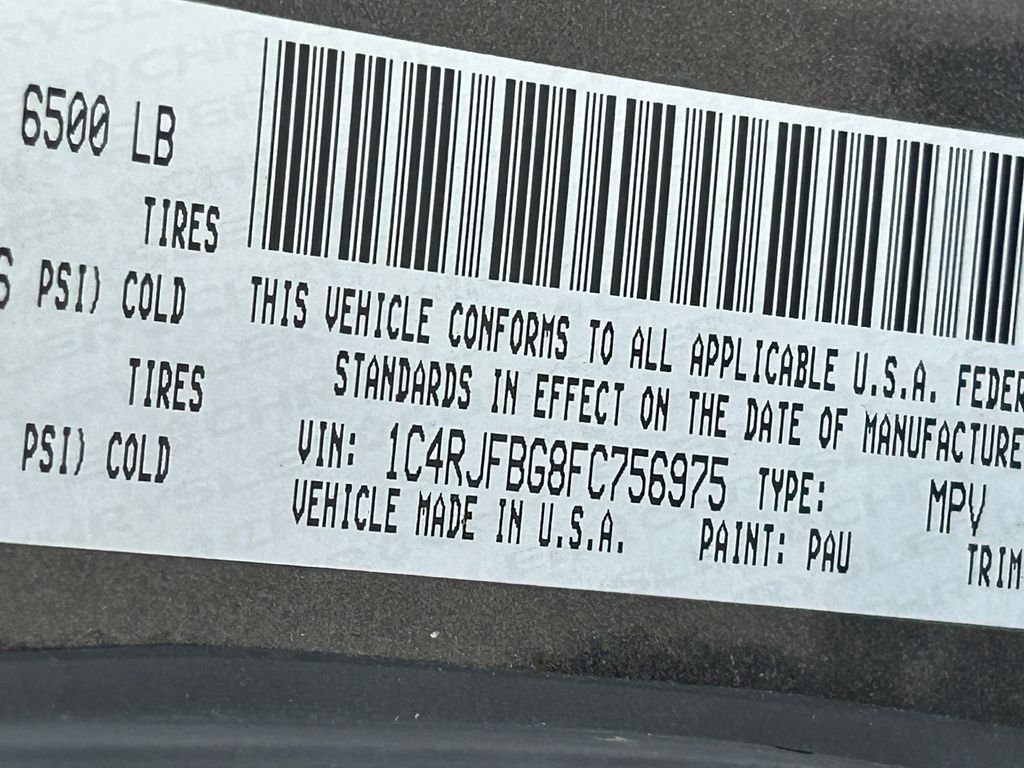 6500 LB
TIRES
PSI) COLD
TIRES
PSI) COLD
THIS VEHICLE CONFORMS TO ALL APPLICABLE U.S.A. FEDER
STANDARDS IN EFFECT ON THE DATE OF MANUFACTURE
VIN: 1C4RJFBG8FC756975 TYPE: MPV
VEHICLE MADE IN U.S.A. PAINT: PAU TRIM